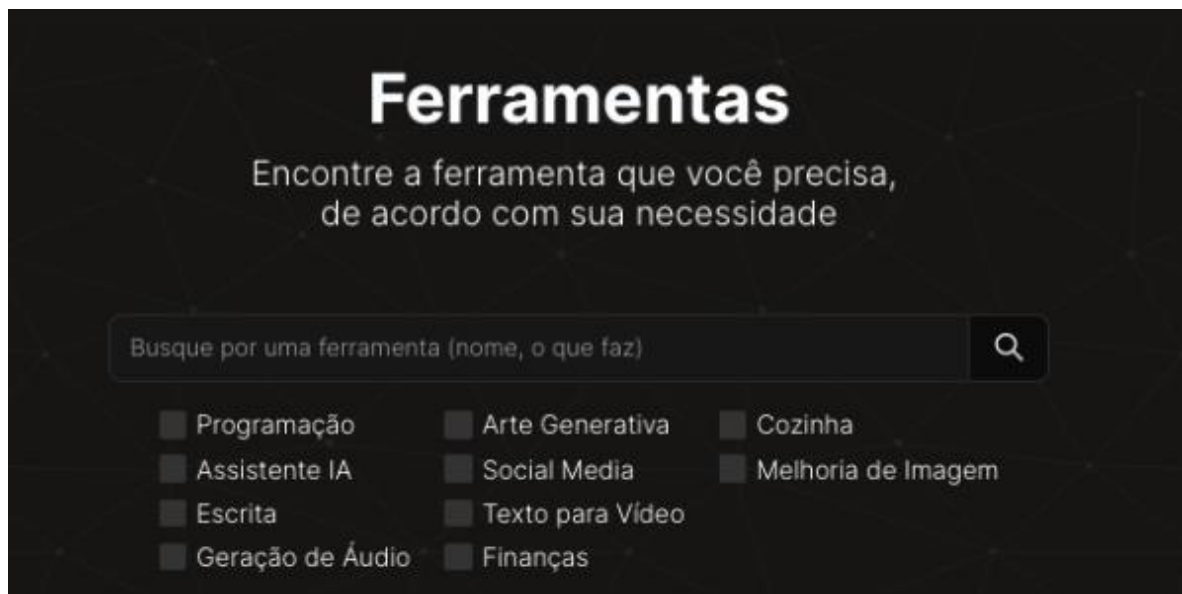 Ferramentas
Encontre a ferramenta que você precisa,
de acordo com sua necessidade
Busque por uma ferramenta (nome, o que faz)
Programação
Assistente IA
Escrita
Geração de Áudio
Arte Generativa
Social Media
Texto para Vídeo
Finanças
Cozinha
Melhoria de Imagem